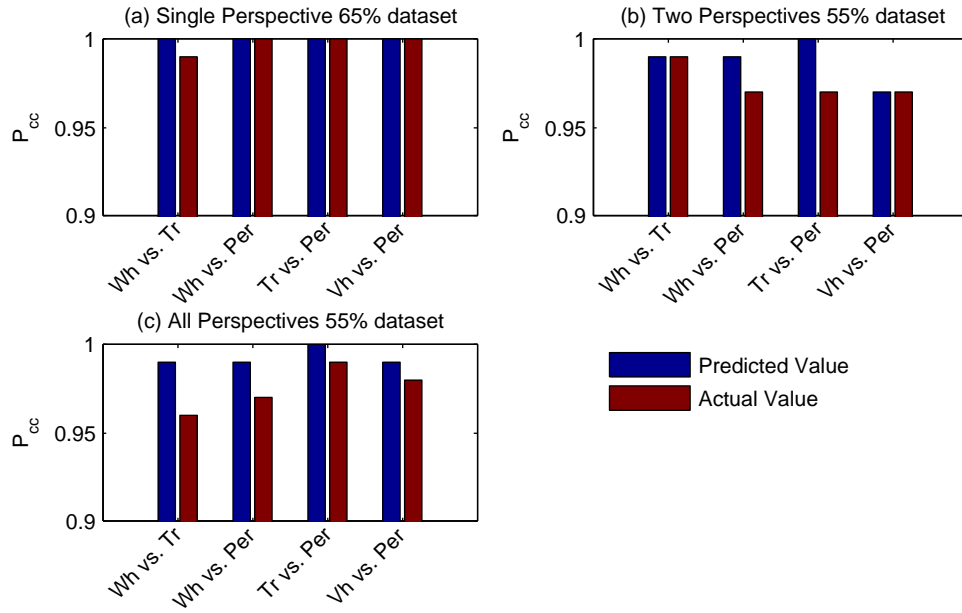 (a) Single Perspective 65% dataset
1
0.95
0.9
P_cc
Wh vs. Tr
Wh vs. Per
Tr vs. Per
Vh vs. Per
(b) Two Perspectives 55% dataset
1
0.95
0.9
P_cc
Wh vs. Tr
Wh vs. Per
Tr vs. Per
Vh vs. Per
(c) All Perspectives 55% dataset
1
0.95
0.9
P_cc
Wh vs. Tr
Wh vs. Per
Tr vs. Per
Vh vs. Per
Predicted Value
Actual Value